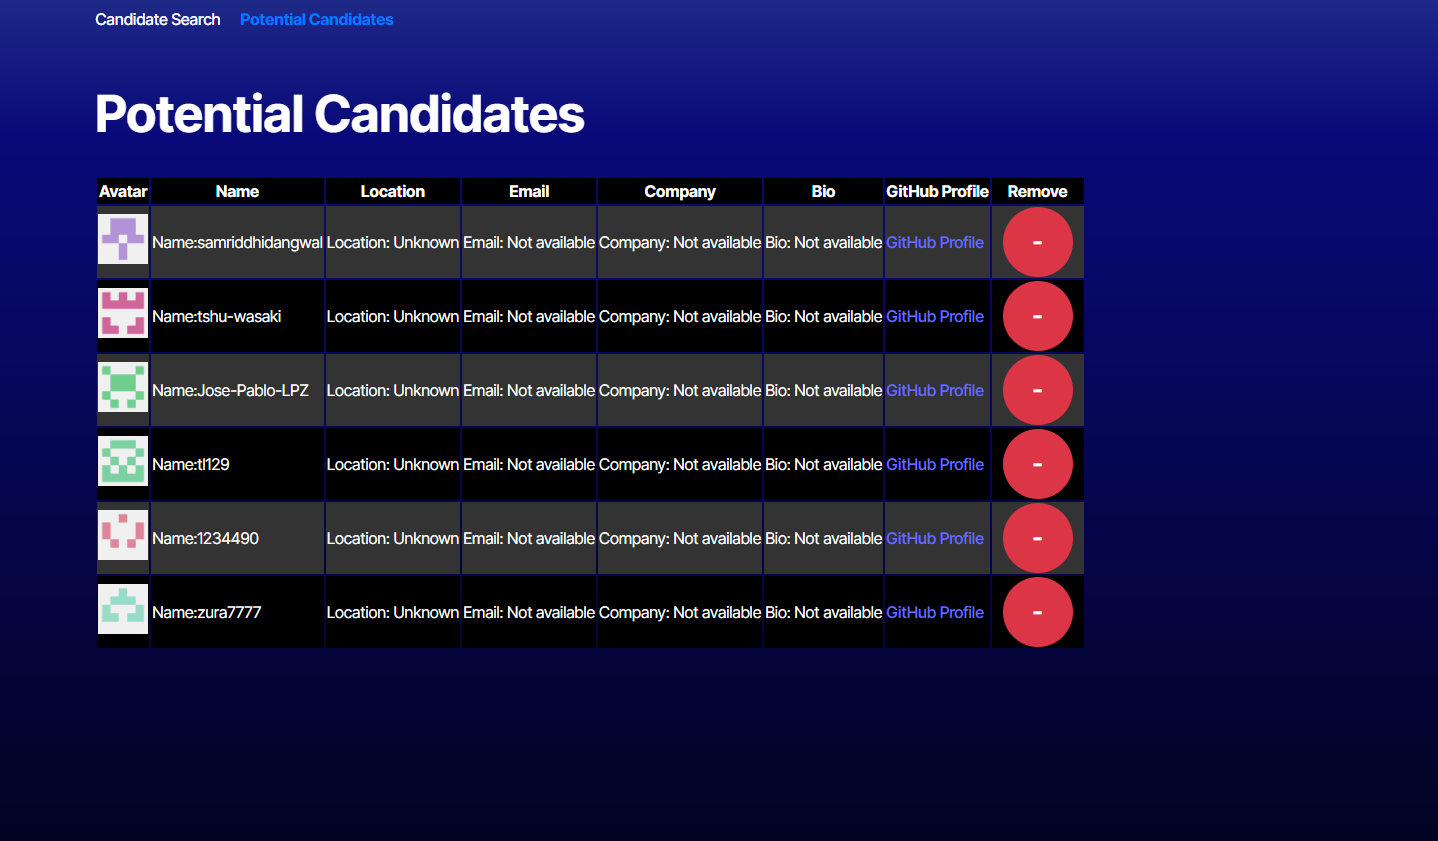 Candidate Search Potential Candidates
Potential Candidates
Avatar Name Location Email Company Bio GitHub Profile Remove
Name:samriddhidangwal Location: Unknown Email: Not available Company: Not available Bio: Not available GitHub Profile -
Name:tshu-wasaki Location: Unknown Email: Not available Company: Not available Bio: Not available GitHub Profile -
Name:Jose-Pablo-LPZ Location: Unknown Email: Not available Company: Not available Bio: Not available GitHub Profile -
Name:tl129 Location: Unknown Email: Not available Company: Not available Bio: Not available GitHub Profile -
Name:1234490 Location: Unknown Email: Not available Company: Not available Bio: Not available GitHub Profile -
Name:zura7777 Location: Unknown Email: Not available Company: Not available Bio: Not available GitHub Profile -